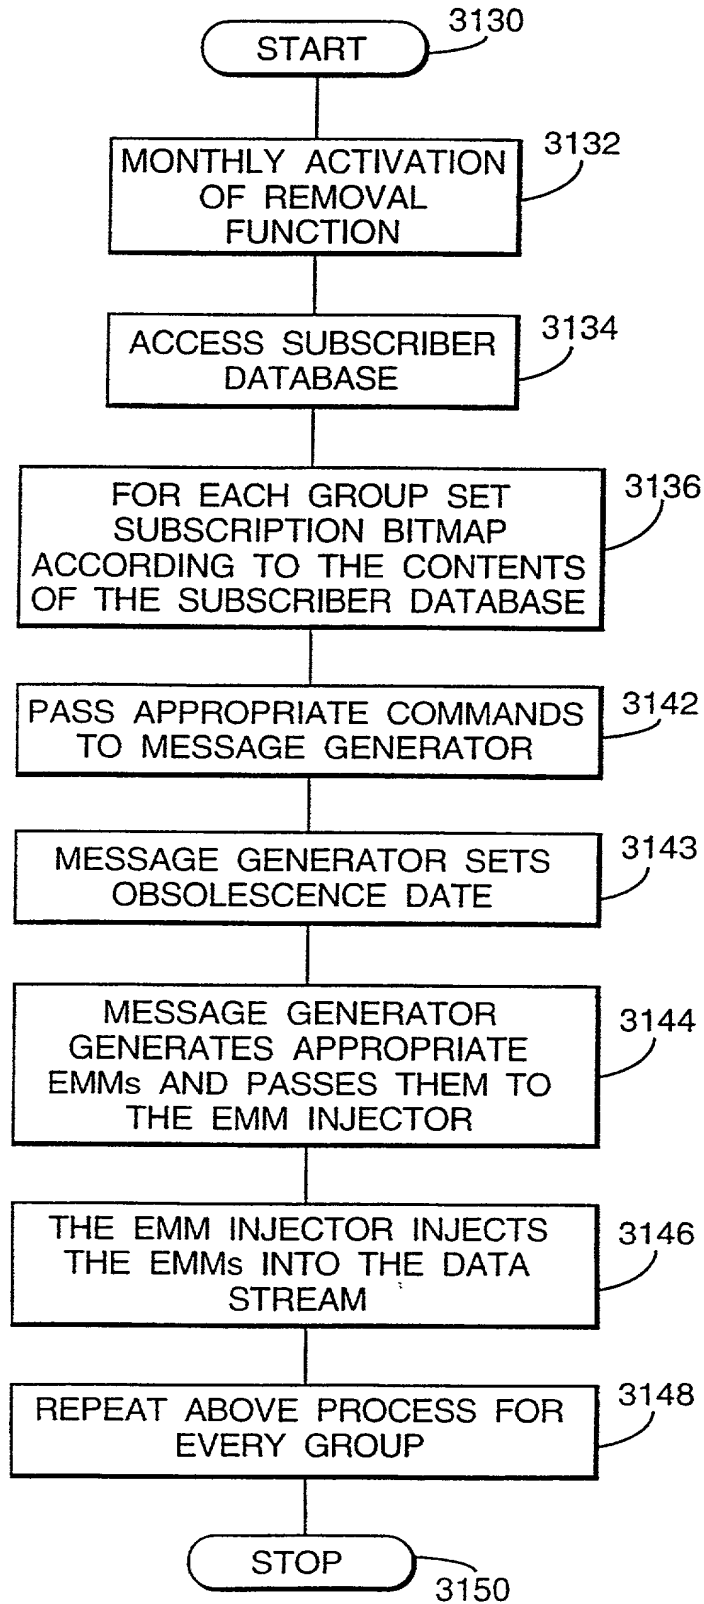 3130
START
3132
MONTHLY ACTIVATION
OF REMOVAL
FUNCTION
3134
ACCESS SUBSCRIBER
DATABASE
3136
FOR EACH GROUP SET
SUBSCRIPTION BITMAP
ACCORDING TO THE CONTENTS
OF THE SUBSCRIBER DATABASE
3142
PASS APPROPRIATE COMMANDS
TO MESSAGE GENERATOR
3143
MESSAGE GENERATOR SETS
OBSOLESCENCE DATE
3144
MESSAGE GENERATOR
GENERATES APPROPRIATE
EMMs AND PASSES THEM TO
THE EMM INJECTOR
3146
THE EMM INJECTOR INJECTS
THE EMMs INTO THE DATA
STREAM
3148
REPEAT ABOVE PROCESS FOR
EVERY GROUP
STOP
3150